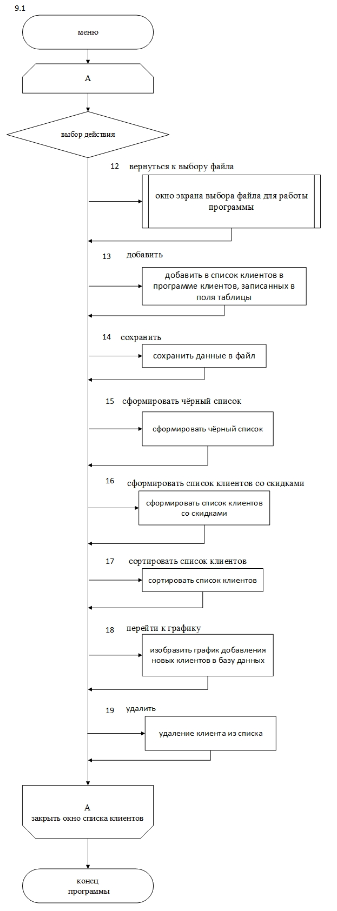 9.1
меню
А
выбор действия
12 вернуться к выбору файла
окно экрана выбора файла для работы
программы
13 добавить
добавить в список клиентов в
программе клиентов, записанных в
поля таблицы
14 сохранить
сохранить данные в файл
15 сформировать чёрный список
сформировать чёрный список
16 сформировать список клиентов со скидками
сформировать список клиентов
со скидками
17 сортировать список клиентов
сортировать список клиентов
18 перейти к графику
изобразить график добавления
новых клиентов в базу данных
19 удалить
удаление клиента из списка
А
закрыть окно списка клиентов
конец
программы